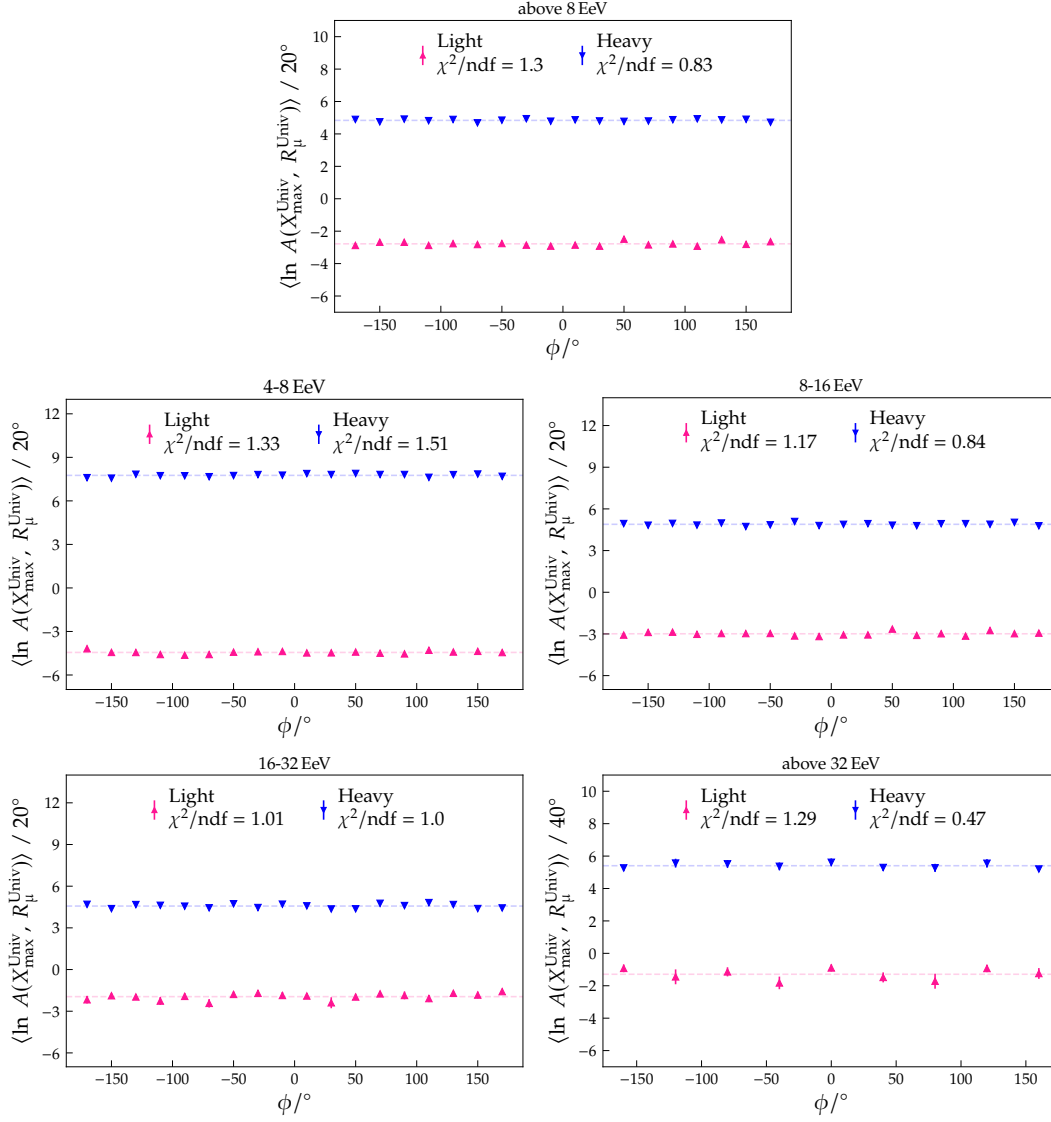 above 8 EeV
⟨ln A(X_max^Univ, R_μ^Univ)⟩ / 20°
10
8
6
4
2
0
−2
−4
−6
Light
χ²/ndf = 1.3
Heavy
χ²/ndf = 0.83
−150 −100 −50 0 50 100 150
ϕ/°
4-8 EeV
⟨ln A(X_max^Univ, R_μ^Univ)⟩ / 20°
12
9
6
3
0
−3
−6
Light
χ²/ndf = 1.33
Heavy
χ²/ndf = 1.51
−150 −100 −50 0 50 100 150
ϕ/°
8-16 EeV
⟨ln A(X_max^Univ, R_μ^Univ)⟩ / 20°
12
9
6
3
0
−3
−6
Light
χ²/ndf = 1.17
Heavy
χ²/ndf = 0.84
−150 −100 −50 0 50 100 150
ϕ/°
16-32 EeV
⟨ln A(X_max^Univ, R_μ^Univ)⟩ / 20°
12
9
6
3
0
−3
−6
Light
χ²/ndf = 1.01
Heavy
χ²/ndf = 1.0
−150 −100 −50 0 50 100 150
ϕ/°
above 32 EeV
⟨ln A(X_max^Univ, R_μ^Univ)⟩ / 40°
10
8
6
4
2
0
−2
−4
−6
Light
χ²/ndf = 1.29
Heavy
χ²/ndf = 0.47
−150 −100 −50 0 50 100 150
ϕ/°